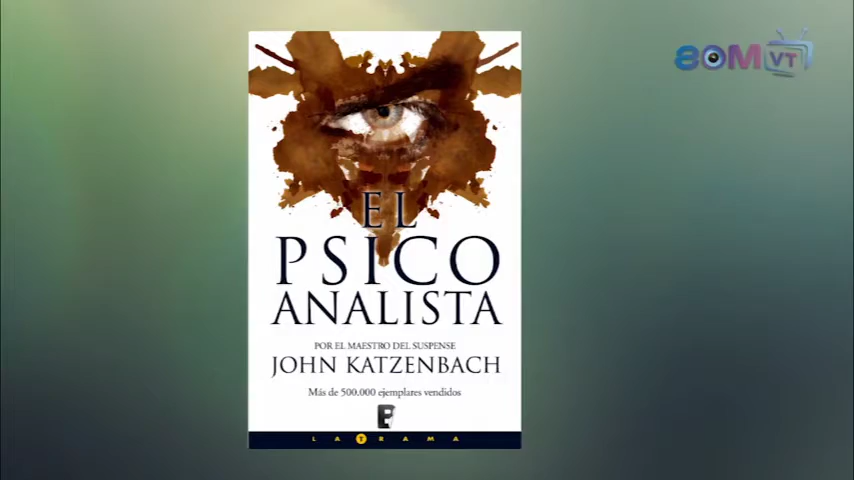 80M VT
EL
PSICO
ANALISTA
POR EL MAESTRO DEL SUSPENSE
JOHN KATZENBACH
Más de 500.000 ejemplares vendidos
B
LA TRAMA